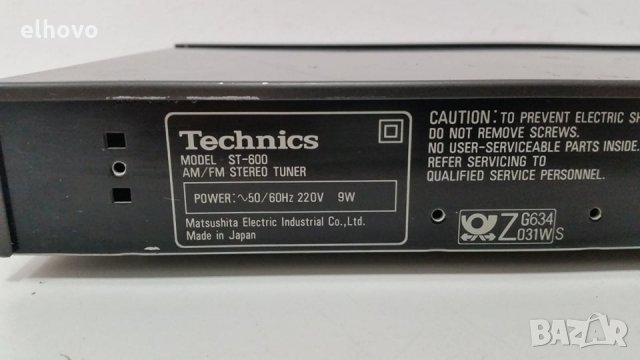 elhovo
Technics
MODEL ST-600
AM/FM STEREO TUNER
POWER: ~50/60Hz 220V 9W
Matsushita Electric Industrial Co.,Ltd.
Made in Japan
CAUTION: TO PREVENT ELECTRIC SH
DO NOT REMOVE SCREWS.
NO USER-SERVICEABLE PARTS INSIDE.
REFER SERVICING TO
QUALIFIED SERVICE PERSONNEL.
Z G634
031W S
BAZAR